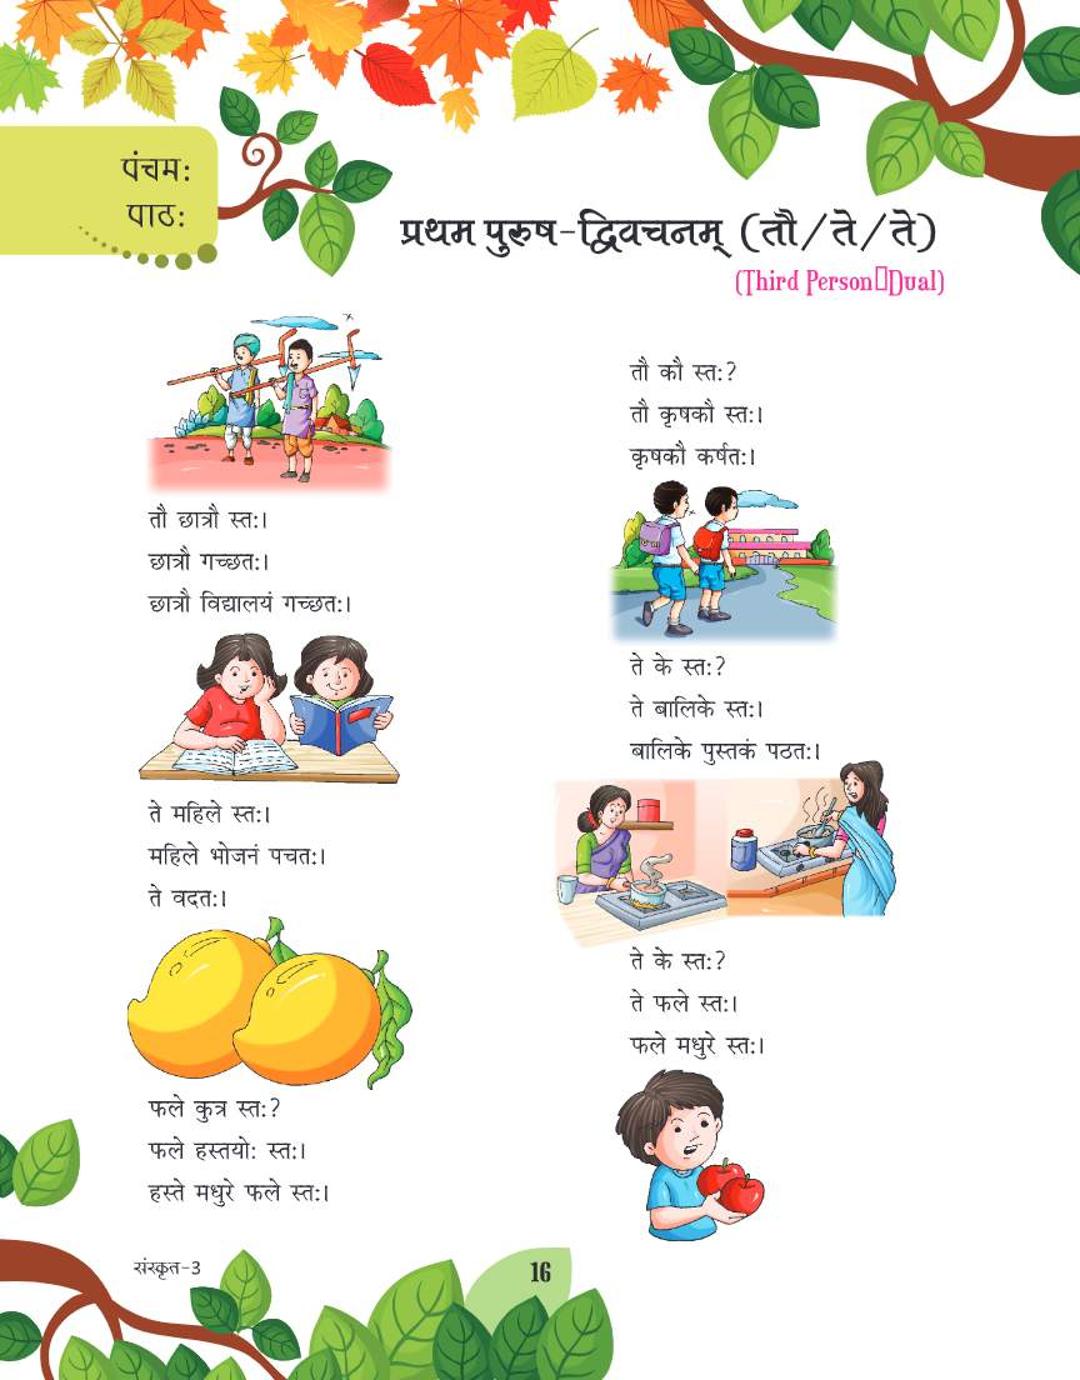 पंचमः
पाठः
प्रथम पुरुष-द्विवचनम् (तौ/ते/ते)
(Third Person▯Dual)
तौ कौ स्तः?
तौ कृषकौ स्तः।
कृषकौ कर्षतः।
तौ छात्रौ स्तः।
छात्रौ गच्छतः।
छात्रौ विद्यालयं गच्छतः।
ते के स्तः?
ते बालिके स्तः।
बालिके पुस्तकं पठतः।
ते महिले स्तः।
महिले भोजनं पचतः।
ते वदतः।
ते के स्तः?
ते फले स्तः।
फले मधुरे स्तः।
फले कुत्र स्तः?
फले हस्तयोः स्तः।
हस्ते मधुरे फले स्तः।
संस्कृत-3
16